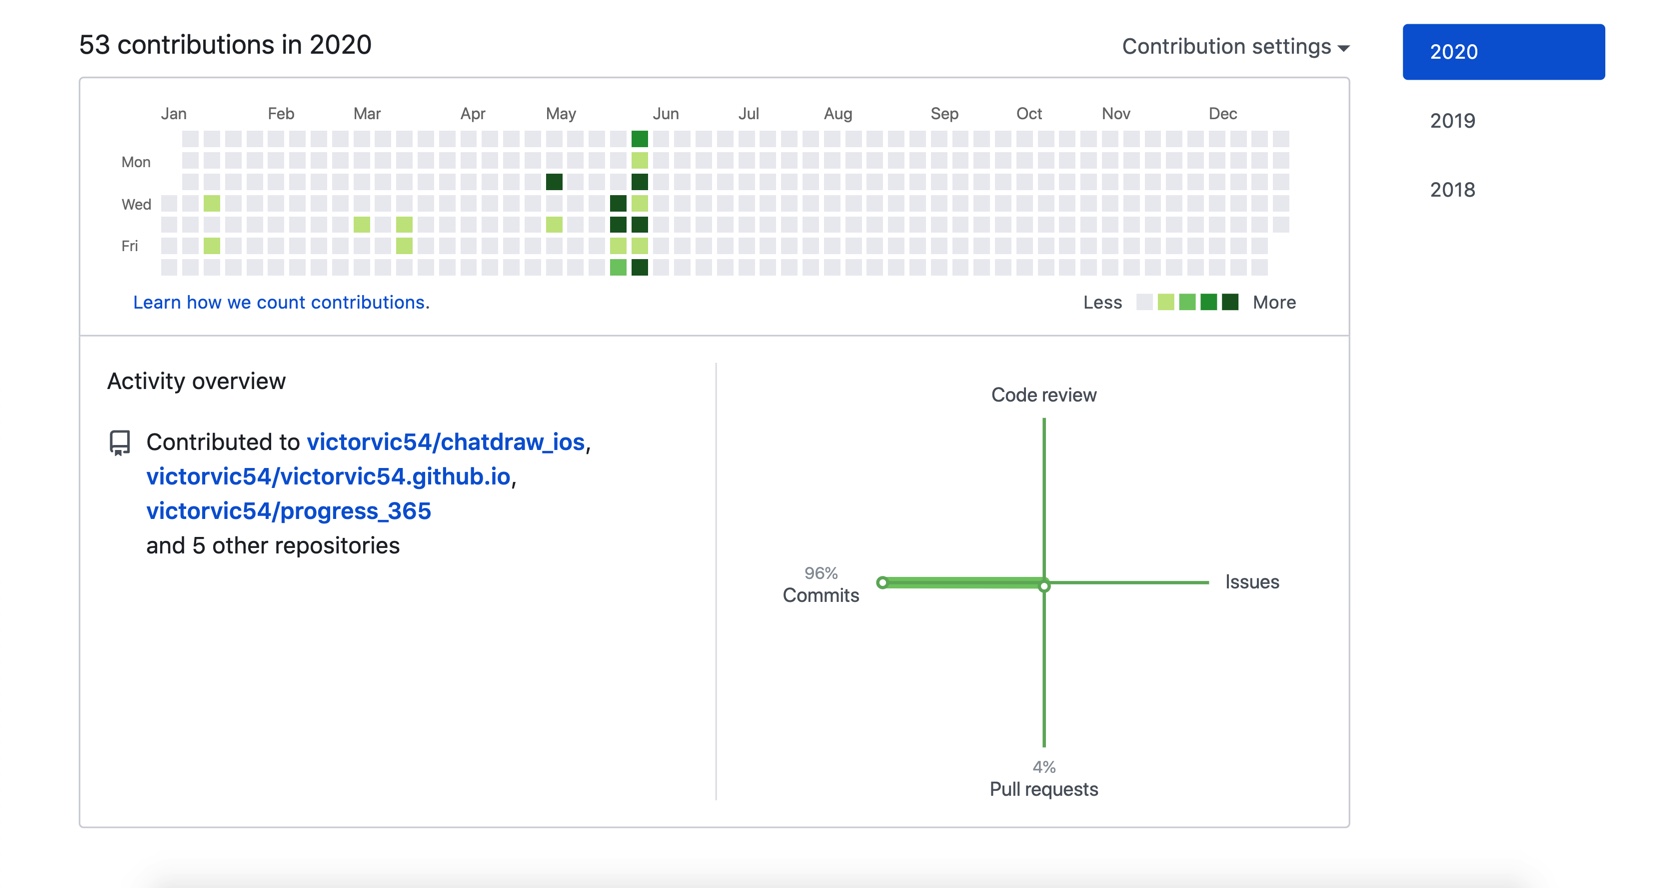 53 contributions in 2020
Contribution settings
2020
2019
2018
Jan Feb Mar Apr May Jun Jul Aug Sep Oct Nov Dec
Mon
Wed
Fri
Learn how we count contributions.
Less More
Activity overview
Contributed to victorvic54/chatdraw_ios,
victorvic54/victorvic54.github.io,
victorvic54/progress_365
and 5 other repositories
Code review
96%
Commits
Issues
4%
Pull requests